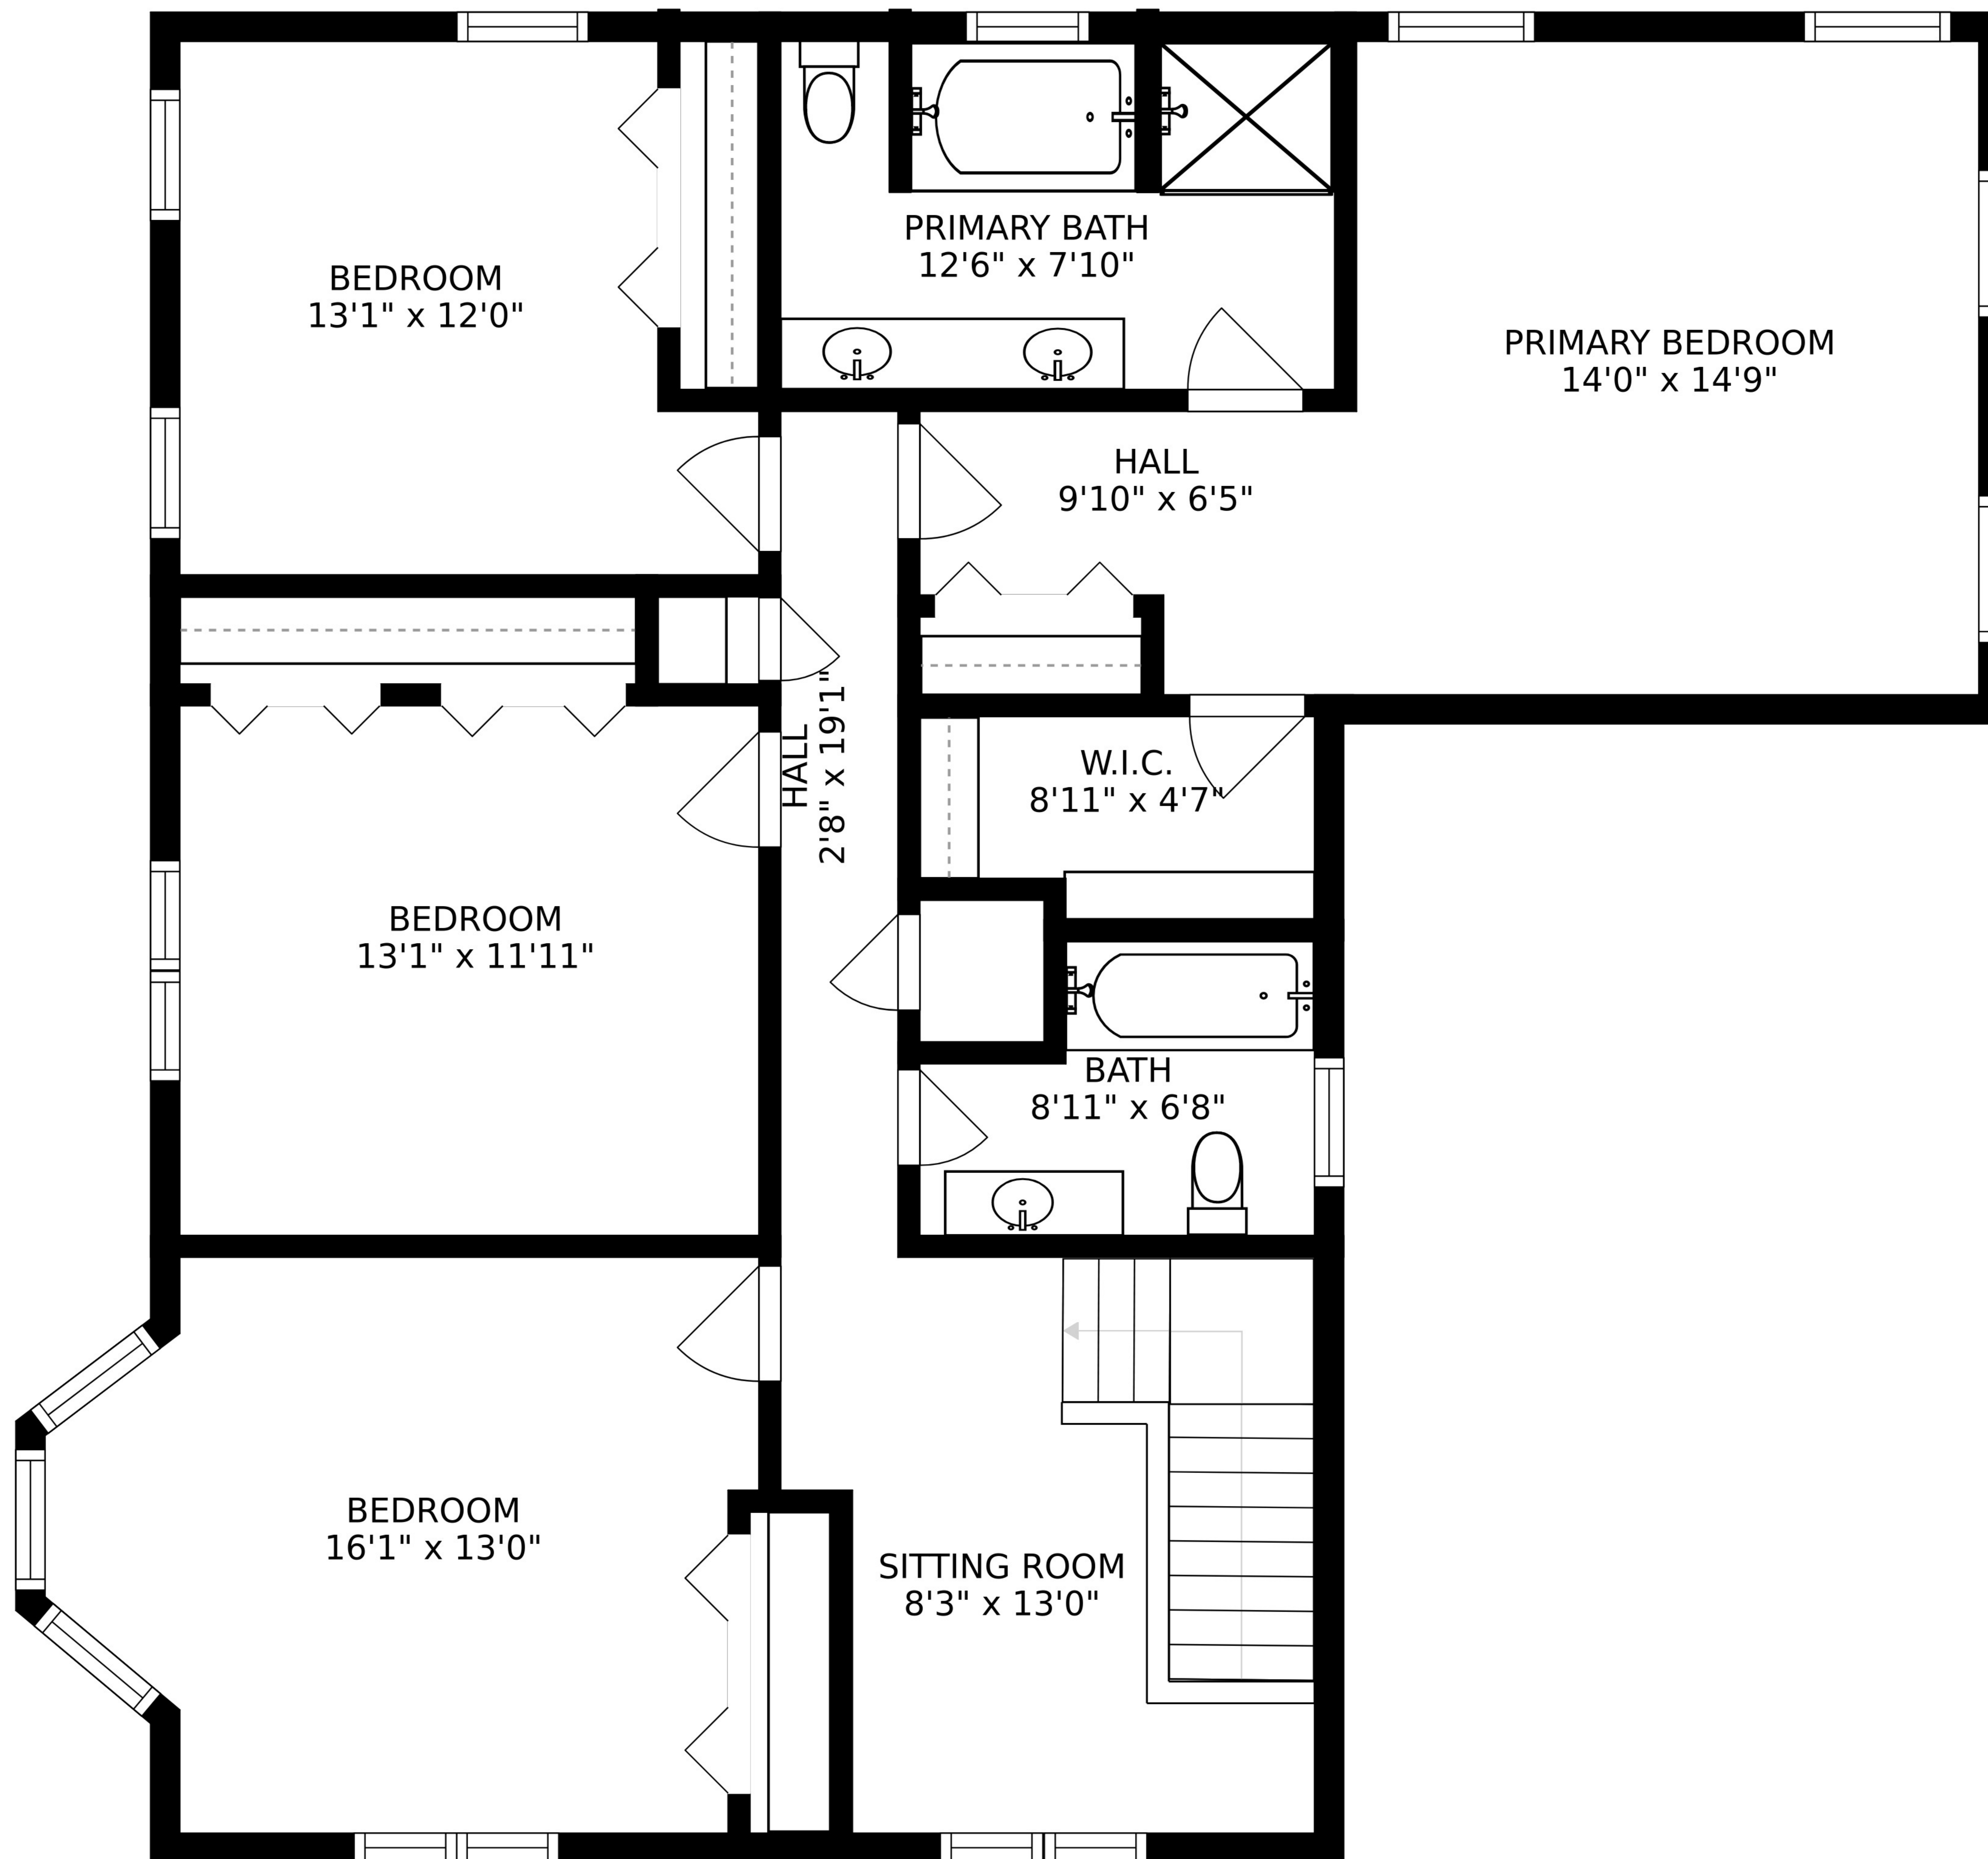 PRIMARY BATH
12'6" x 7'10"
BEDROOM
13'1" x 12'0"
PRIMARY BEDROOM
14'0" x 14'9"
HALL
9'10" x 6'5"
HALL
2'8" x 19'1"
W.I.C.
8'11" x 4'7"
BEDROOM
13'1" x 11'11"
BATH
8'11" x 6'8"
BEDROOM
16'1" x 13'0"
SITTING ROOM
8'3" x 13'0"